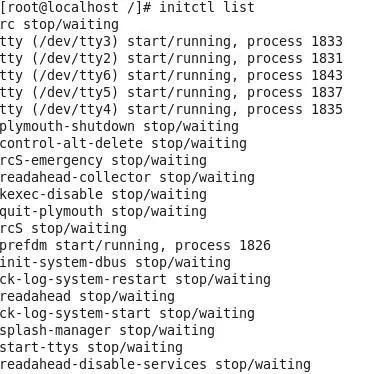 [root@localhost /]# initctl list
rc stop/waiting
tty (/dev/tty3) start/running, process 1833
tty (/dev/tty2) start/running, process 1831
tty (/dev/tty6) start/running, process 1843
tty (/dev/tty5) start/running, process 1837
tty (/dev/tty4) start/running, process 1835
plymouth-shutdown stop/waiting
control-alt-delete stop/waiting
rcS-emergency stop/waiting
readahead-collector stop/waiting
kexec-disable stop/waiting
quit-plymouth stop/waiting
rcS stop/waiting
prefdm start/running, process 1826
init-system-dbus stop/waiting
ck-log-system-restart stop/waiting
readahead stop/waiting
ck-log-system-start stop/waiting
splash-manager stop/waiting
start-ttys stop/waiting
readahead-disable-services stop/waiting